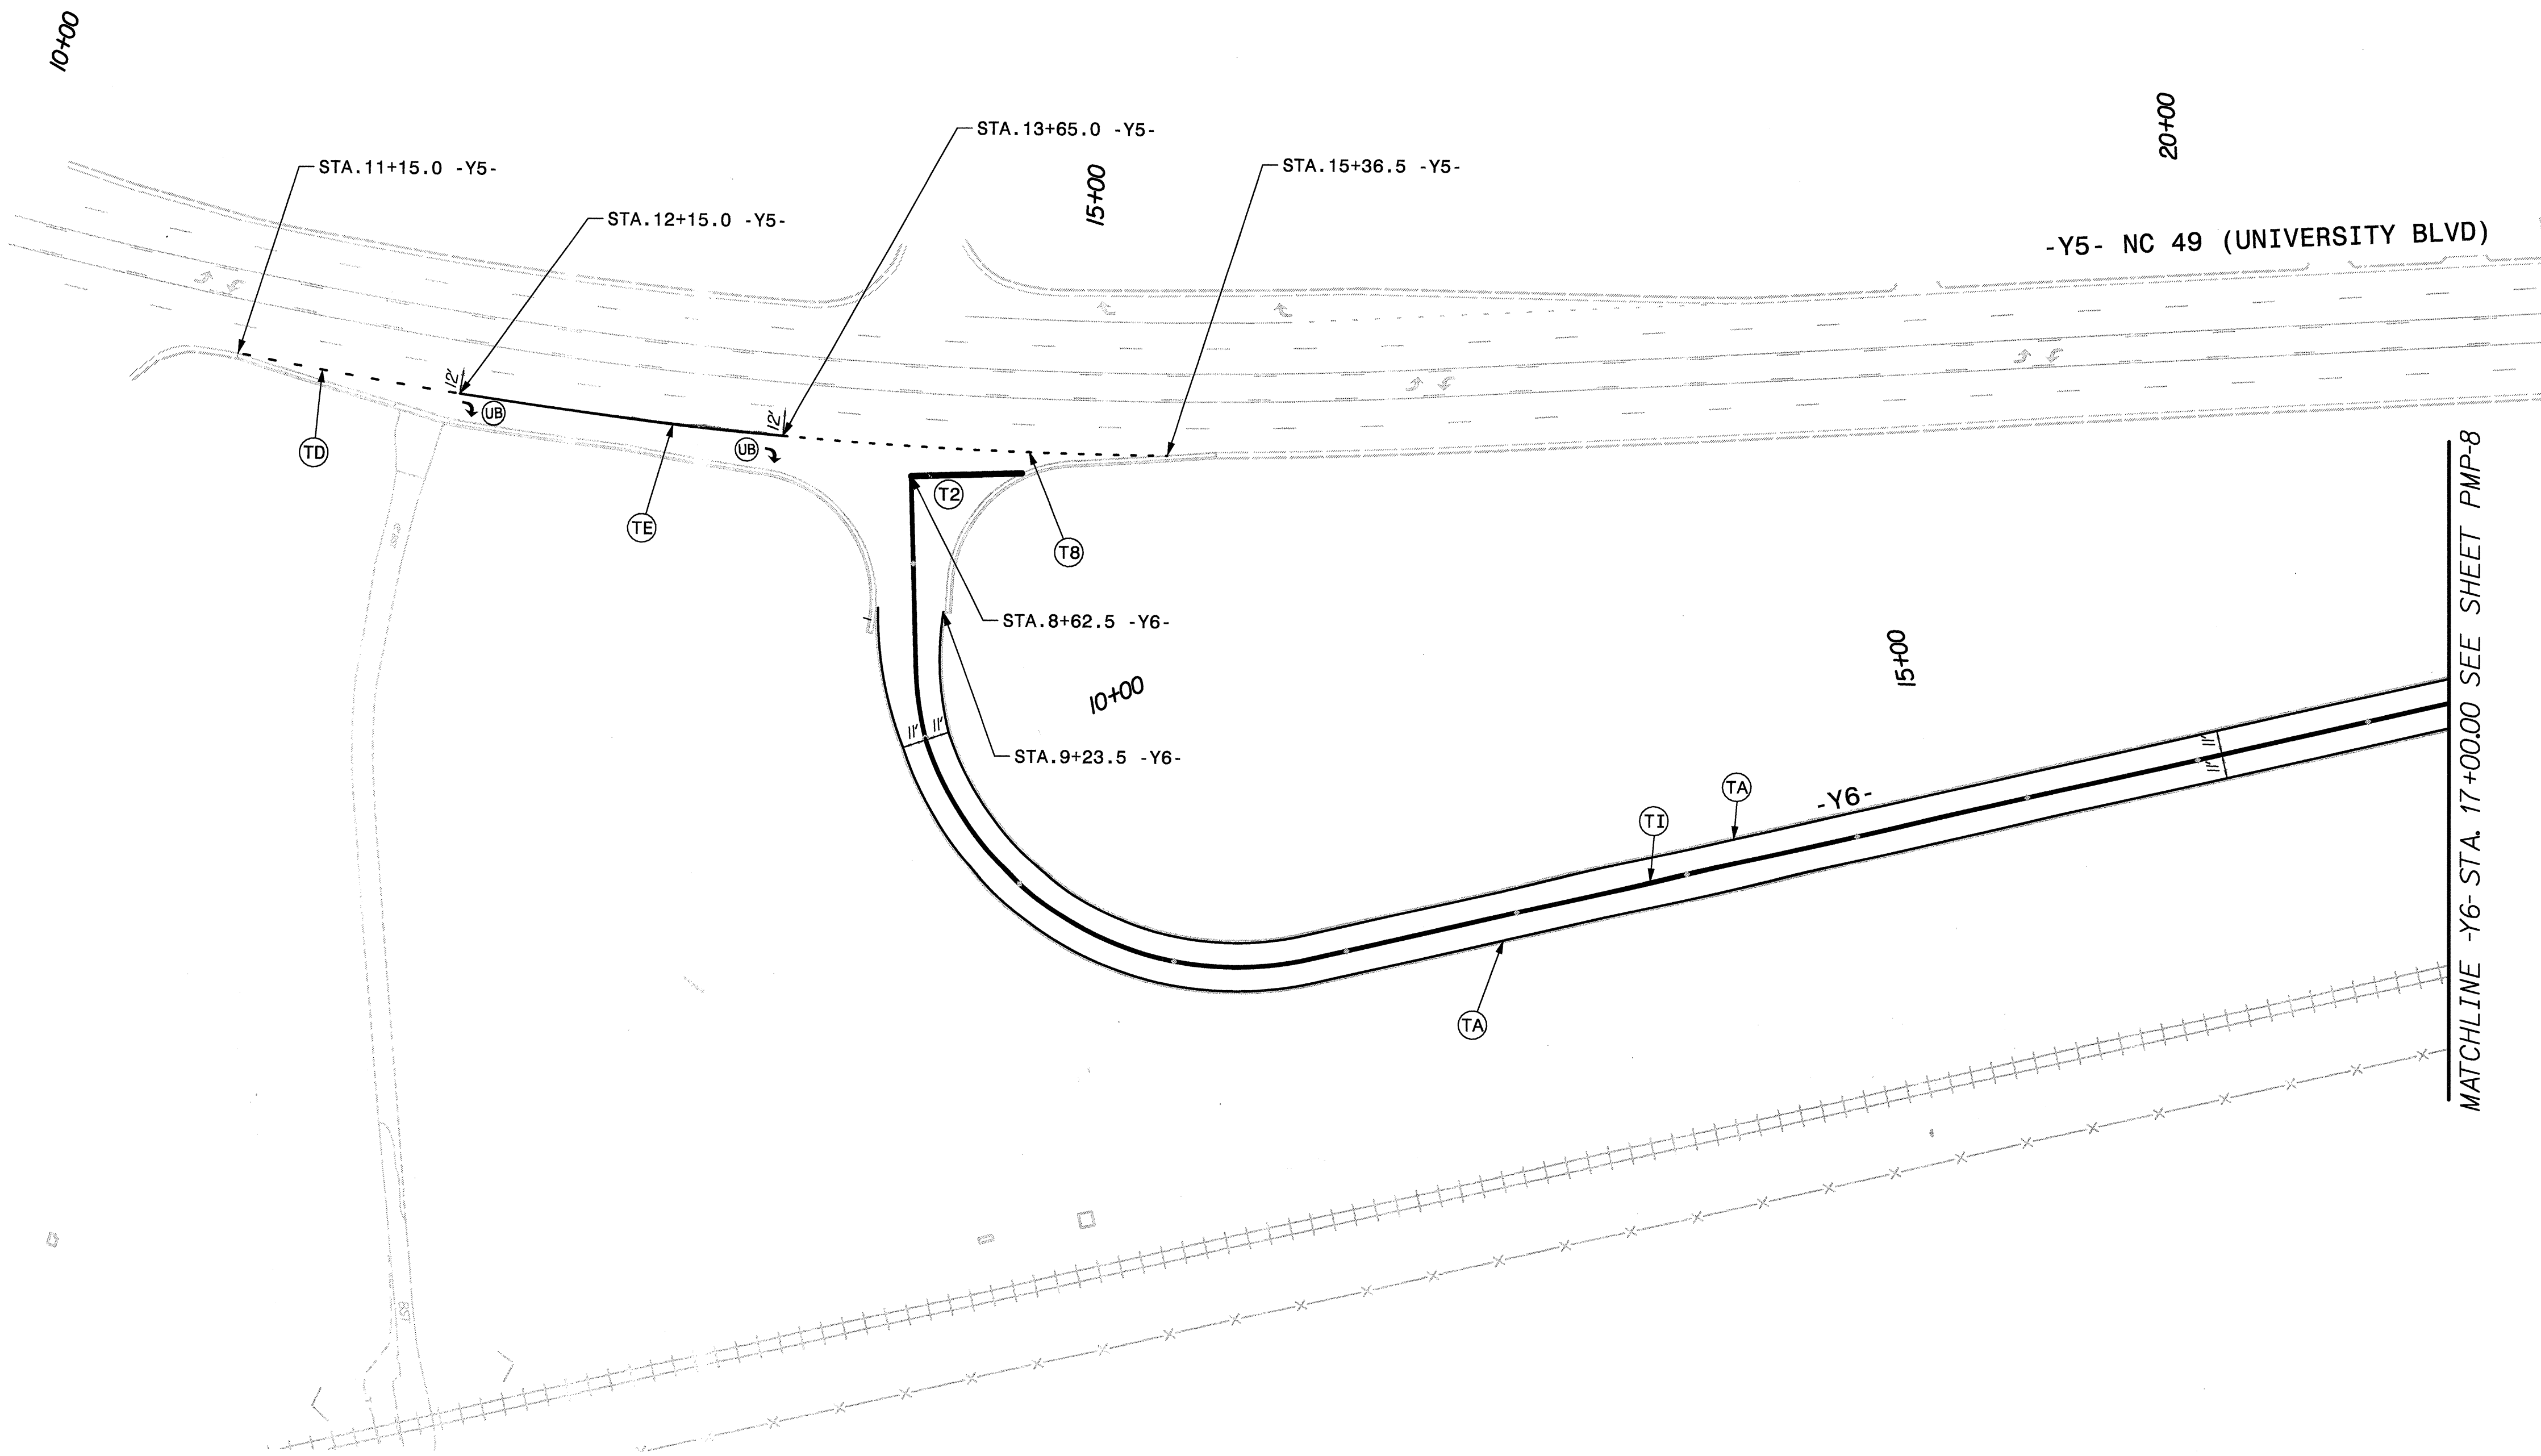 10+00
20+00
STA.13+65.0 -Y5-
STA.11+15.0 -Y5-
15+00
STA.15+36.5 -Y5-
STA.12+15.0 -Y5-
-Y5- NC 49 (UNIVERSITY BLVD)
12'
UB
12'
UB
TD
T2
TE
T8
STA.8+62.5 -Y6-
10+00
15+00
11'
11'
STA.9+23.5 -Y6-
TA
-Y6-
TI
11'
11'
TA
MATCHLINE -Y6- STA. 17+00.00 SEE SHEET PMP-8
BST